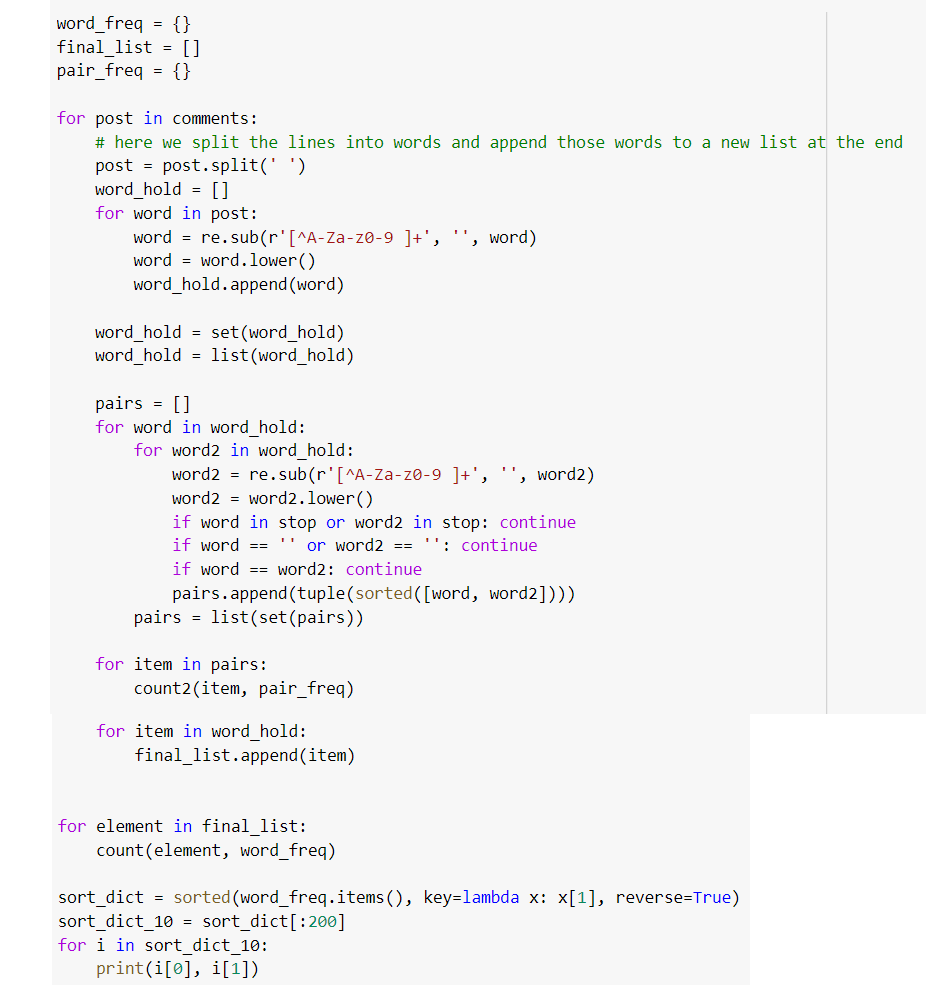 word_freq = {}
final_list = []
pair_freq = {}
for post in comments:
    # here we split the lines into words and append those words to a new list at the end
    post = post.split(' ')
    word_hold = []
    for word in post:
        word = re.sub(r'[^A-Za-z0-9 ]+', '', word)
        word = word.lower()
        word_hold.append(word)
    word_hold = set(word_hold)
    word_hold = list(word_hold)
    pairs = []
    for word in word_hold:
        for word2 in word_hold:
            word2 = re.sub(r'[^A-Za-z0-9 ]+', '', word2)
            word2 = word2.lower()
            if word in stop or word2 in stop: continue
            if word == '' or word2 == '': continue
            if word == word2: continue
            pairs.append(tuple(sorted([word, word2])))
        pairs = list(set(pairs))
    for item in pairs:
        count2(item, pair_freq)
    for item in word_hold:
        final_list.append(item)
for element in final_list:
    count(element, word_freq)
sort_dict = sorted(word_freq.items(), key=lambda x: x[1], reverse=True)
sort_dict_10 = sort_dict[:200]
for i in sort_dict_10:
    print(i[0], i[1])